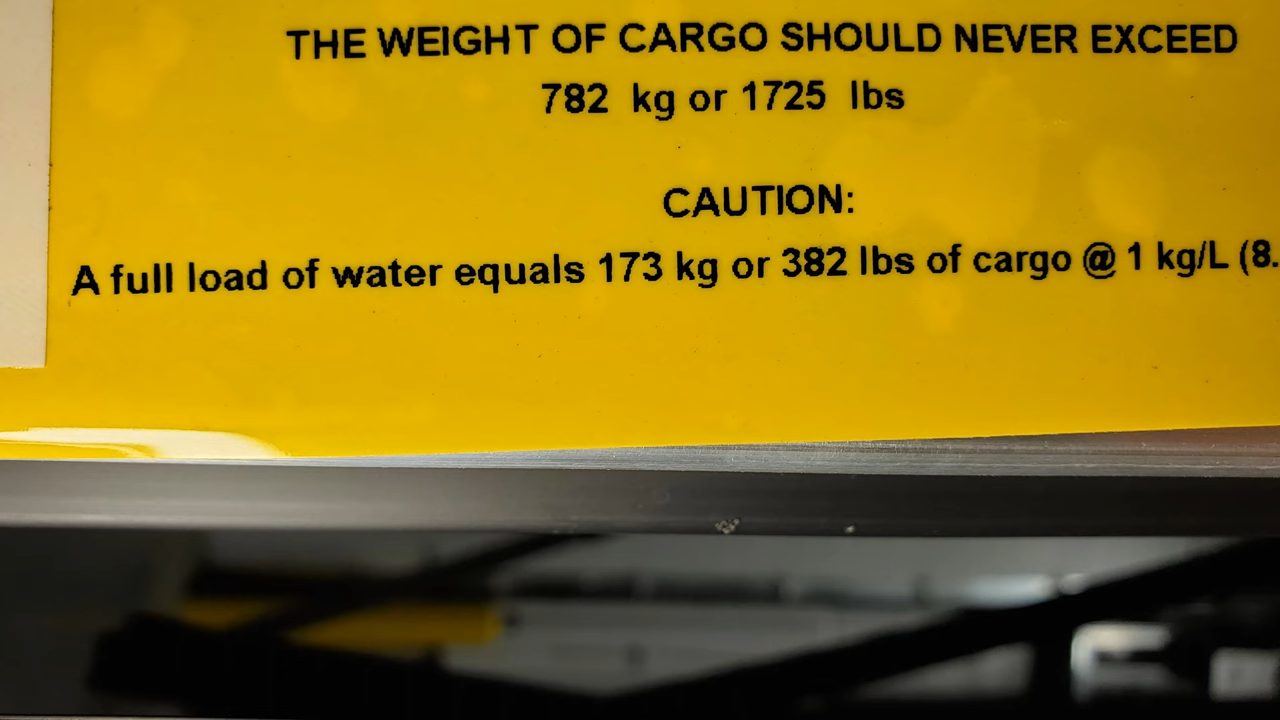 THE WEIGHT OF CARGO SHOULD NEVER EXCEED
782 kg or 1725 lbs
CAUTION:
A full load of water equals 173 kg or 382 lbs of cargo @ 1 kg/L (8.